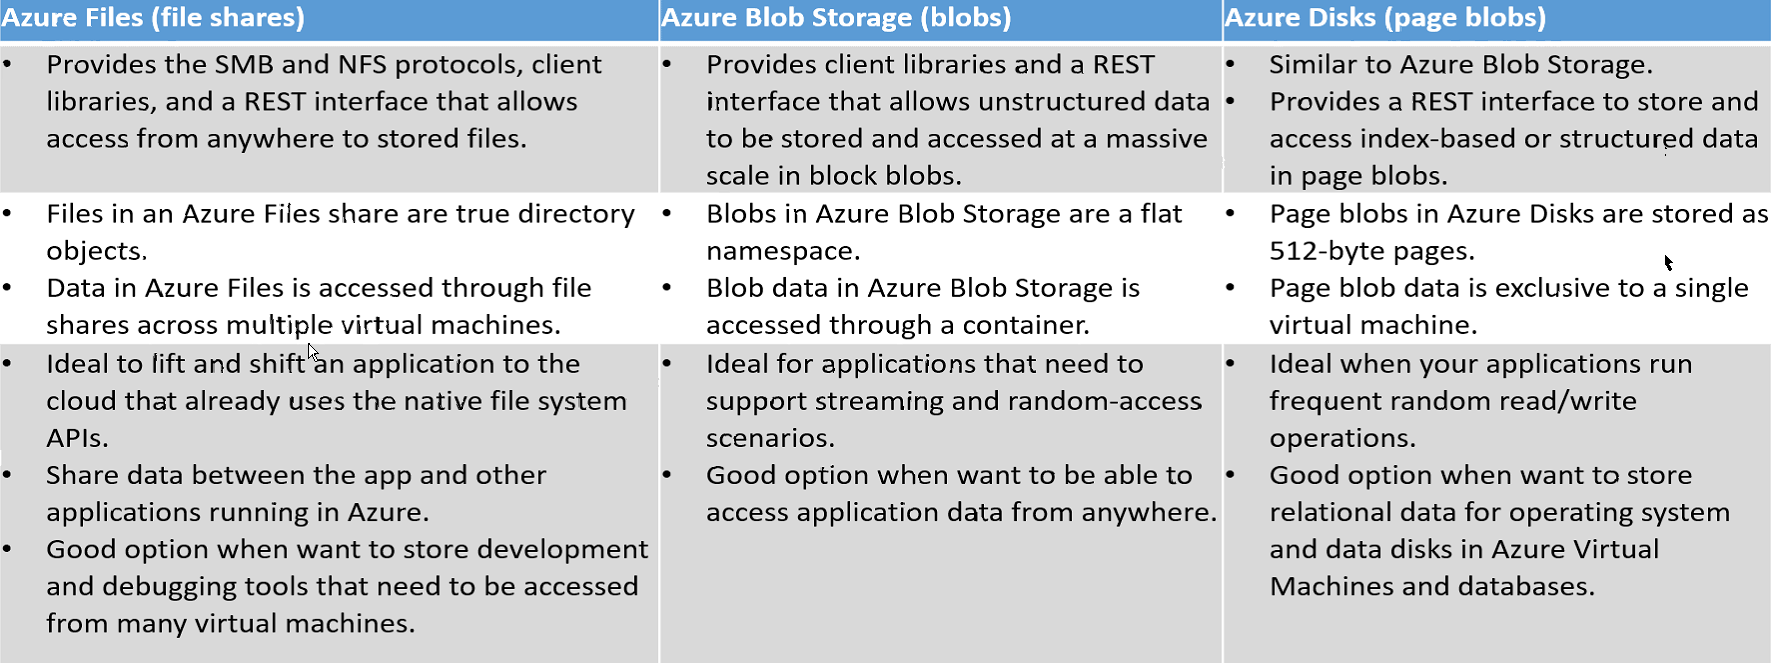 Azure Files (file shares)
Azure Blob Storage (blobs)
Azure Disks (page blobs)
• Provides the SMB and NFS protocols, client
libraries, and a REST interface that allows
access from anywhere to stored files.
• Provides client libraries and a REST
interface that allows unstructured data
to be stored and accessed at a massive
scale in block blobs.
• Similar to Azure Blob Storage.
• Provides a REST interface to store and
access index-based or structured data
in page blobs.
• Files in an Azure Files share are true directory
objects.
• Data in Azure Files is accessed through file
shares across multiple virtual machines.
• Blobs in Azure Blob Storage are a flat
namespace.
• Blob data in Azure Blob Storage is
accessed through a container.
• Page blobs in Azure Disks are stored as
512-byte pages.
• Page blob data is exclusive to a single
virtual machine.
• Ideal to lift and shift an application to the
cloud that already uses the native file system
APIs.
• Share data between the app and other
applications running in Azure.
• Good option when want to store development
and debugging tools that need to be accessed
from many virtual machines.
• Ideal for applications that need to
support streaming and random-access
scenarios.
• Good option when want to be able to
access application data from anywhere.
• Ideal when your applications run
frequent random read/write
operations.
• Good option when want to store
relational data for operating system
and data disks in Azure Virtual
Machines and databases.